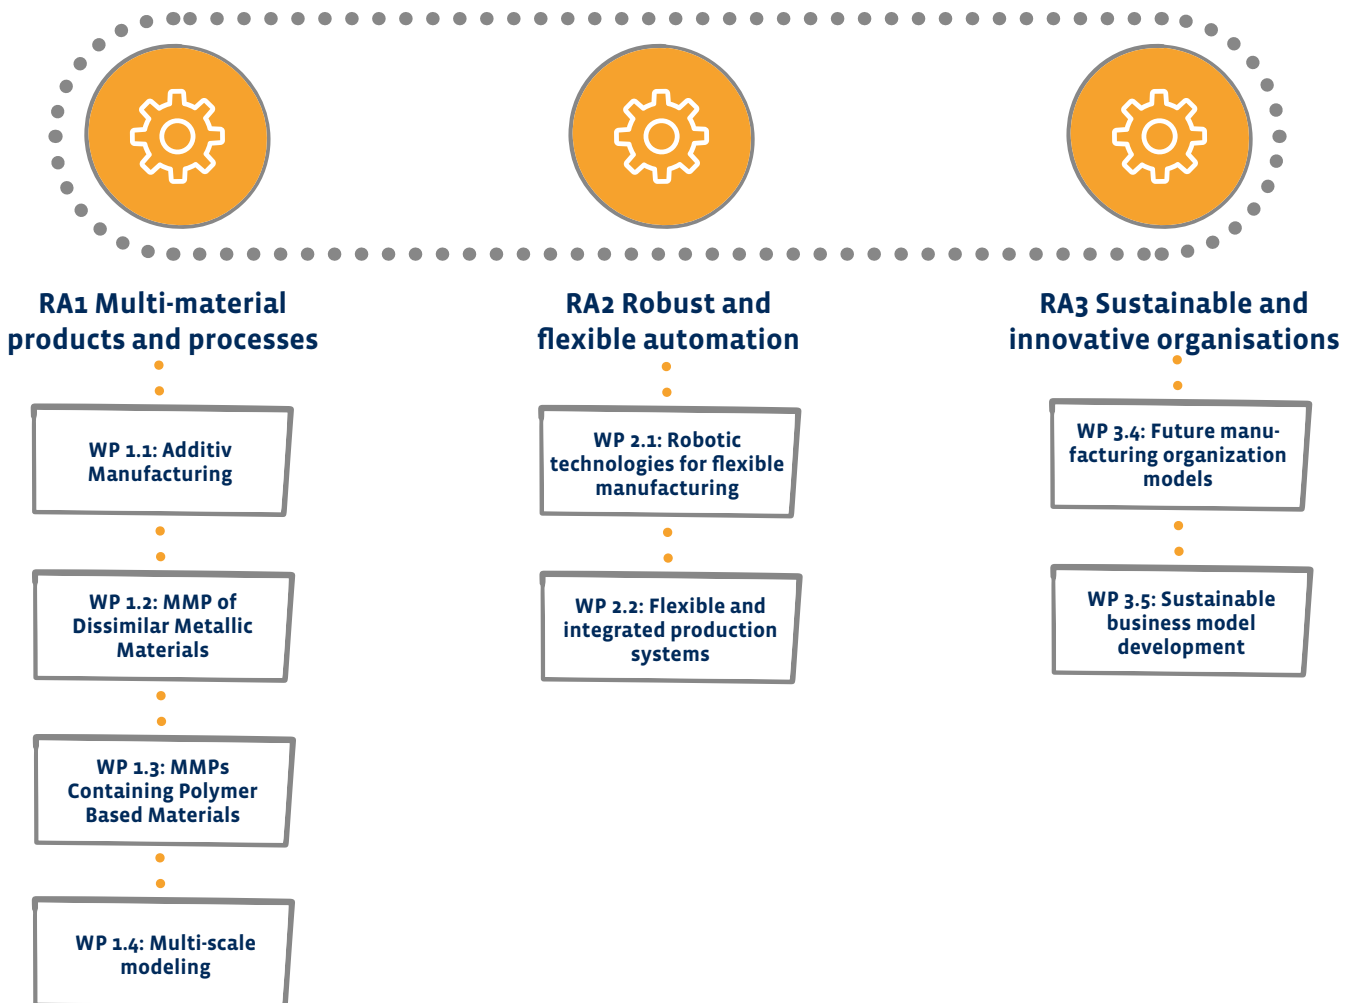 RA1 Multi-material
products and processes
WP 1.1: Additiv
Manufacturing
WP 1.2: MMP of
Dissimilar Metallic
Materials
WP 1.3: MMPs
Containing Polymer
Based Materials
WP 1.4: Multi-scale
modeling
RA2 Robust and
flexible automation
WP 2.1: Robotic
technologies for flexible
manufacturing
WP 2.2: Flexible and
integrated production
systems
RA3 Sustainable and
innovative organisations
WP 3.4: Future manu-
facturing organization
models
WP 3.5: Sustainable
business model
development